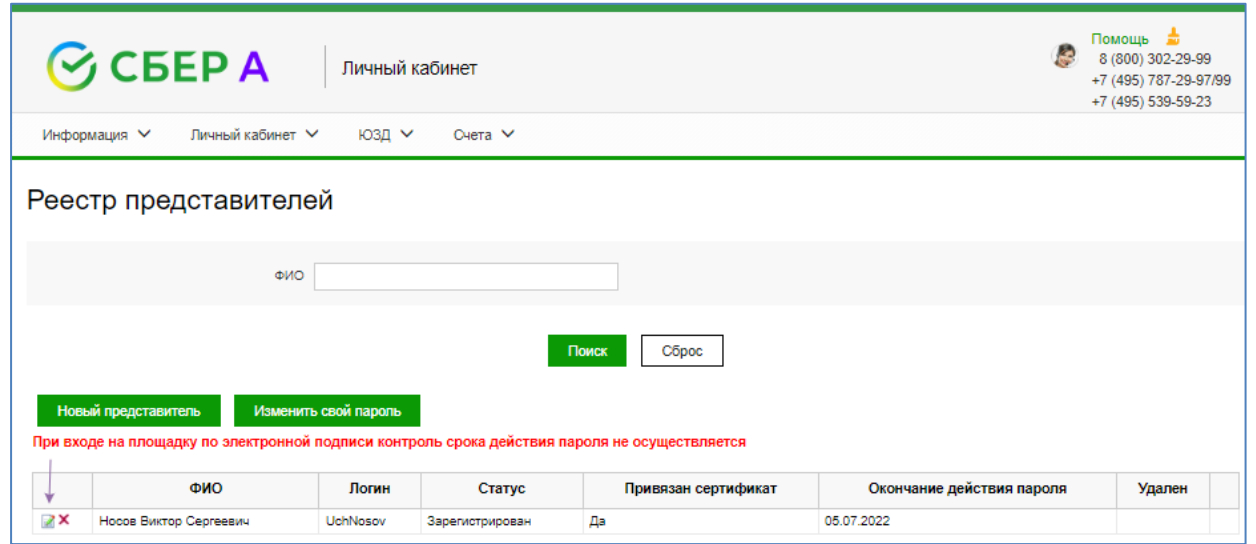 СБЕР А
Личный кабинет
Помощь
8 (800) 302-29-99
+7 (495) 787-29-97/99
+7 (495) 539-59-23
Информация Личный кабинет ЮЗД Счета
Реестр представителей
ФИО
Поиск Сброс
Новый представитель Изменить свой пароль
При входе на площадку по электронной подписи контроль срока действия пароля не осуществляется
ФИО Логин Статус Привязан сертификат Окончание действия пароля Удален
Носов Виктор Сергеевич UchNosov Зарегистрирован Да 05.07.2022